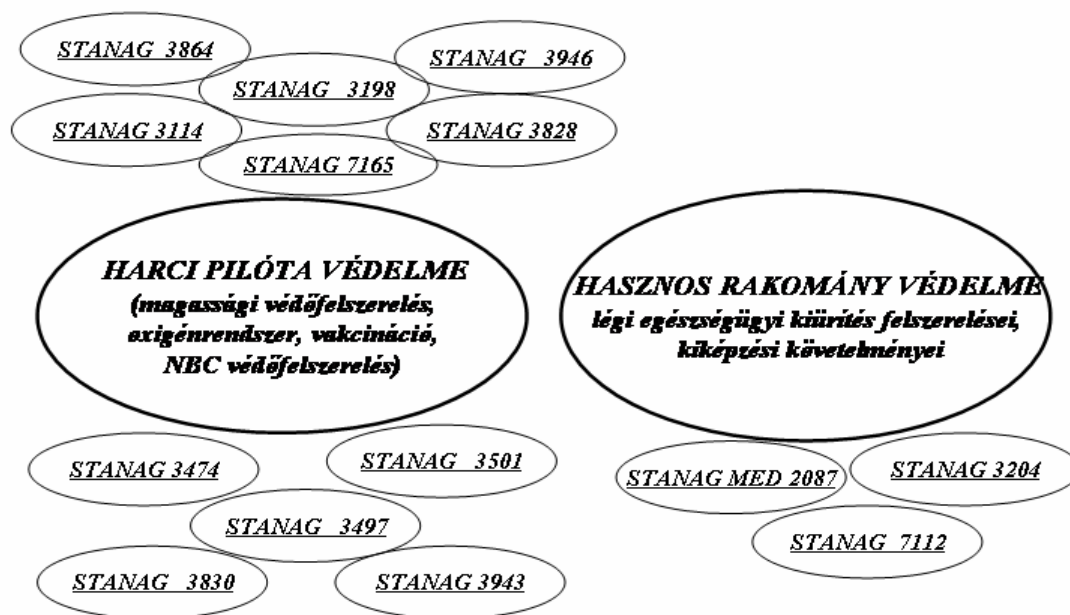 STANAG 3864
STANAG 3946
STANAG 3198
STANAG 3114
STANAG 3828
STANAG 7165
HARCI PILÓTA VÉDELME
(magassági védőfelszerelés,
oxigénrendszer, vakcináció,
NBC védőfelszerelés)
HASZNOS RAKOMÁNY VÉDELME
légi egészségügyi kiürítés felszerelései,
kiképzési követelményei
STANAG 3474
STANAG 3501
STANAG 3497
STANAG 3830
STANAG 3943
STANAG MED 2087
STANAG 3204
STANAG 7112